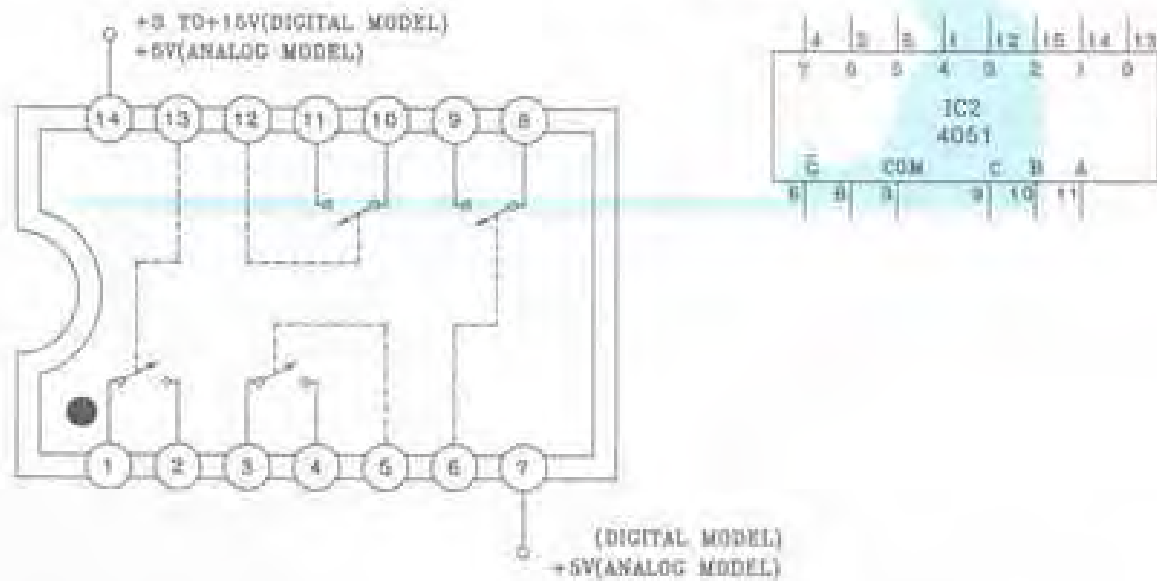 +3 TO+15V(DIGITAL MODEL)
+5V(ANALOG MODEL)
14 13 12 11 10 9 8
1 2 3 4 5 6 7
(DIGITAL MODEL)
+5V(ANALOG MODEL)
4 5 1 12 15 14 13
7 6 5 4 3 2 1 0
IC2
4051
G COM C B A
6 8 3 9 10 11